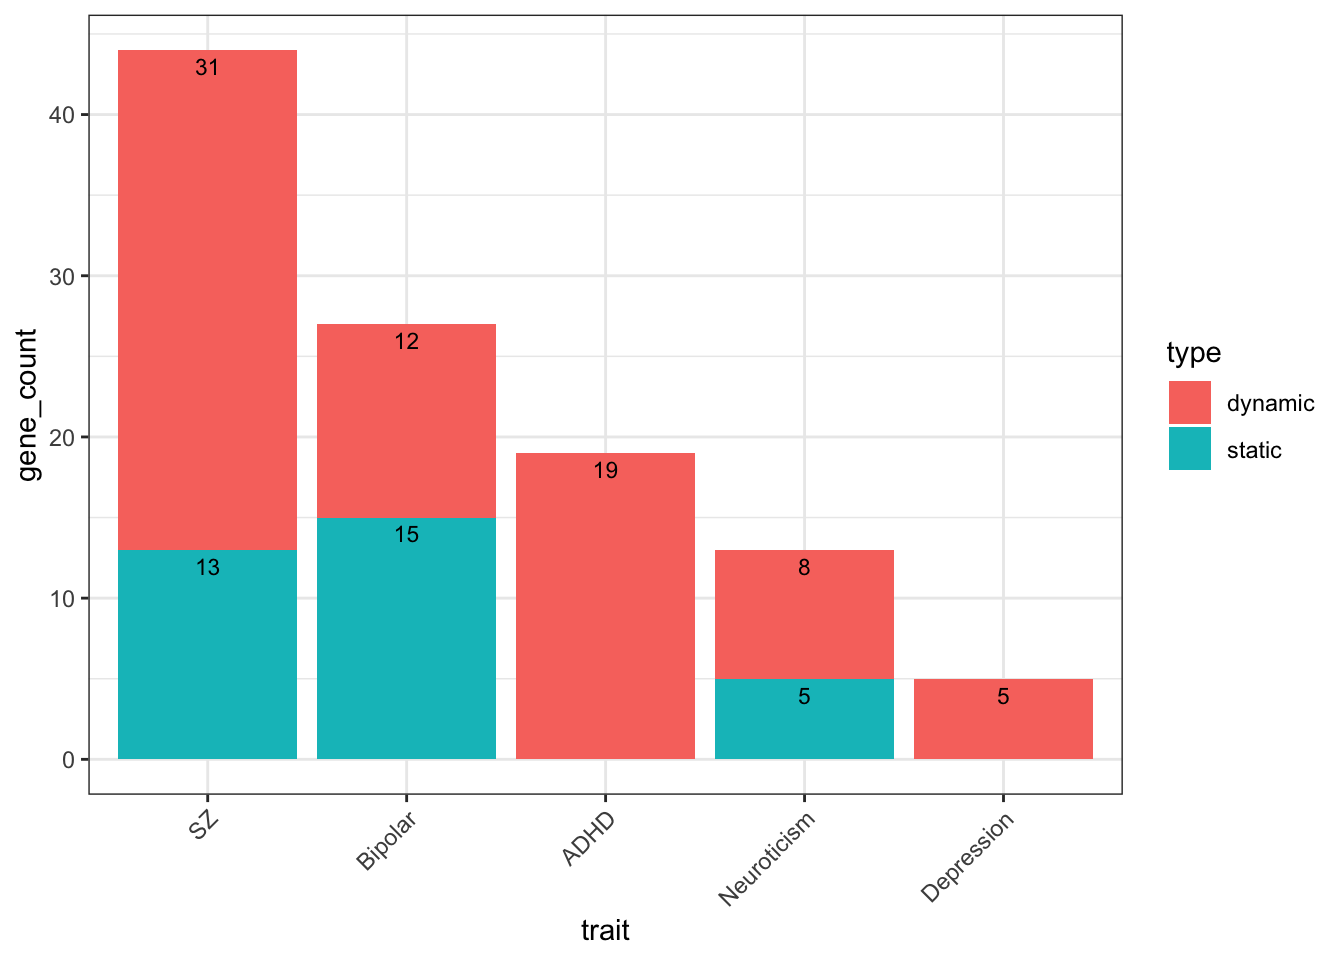 gene_count
40
30
20
10
0
31
13
12
15
19
8
5
5
SZ
Bipolar
ADHD
Neuroticism
Depression
trait
type
dynamic
static